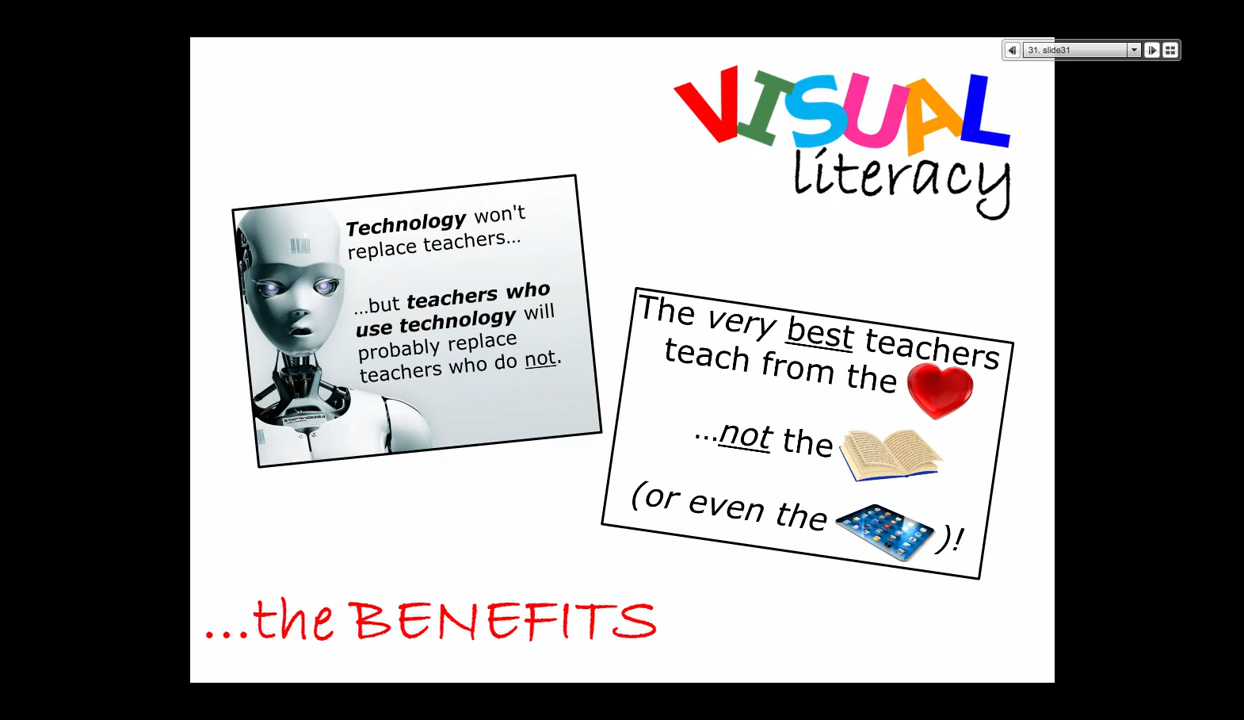 31. slide31
VISUAL
literacy
Technology won't
replace teachers...
...but teachers who
use technology will
probably replace
teachers who do not.
The very best teachers
teach from the
...not the
(or even the )!
...the BENEFITS